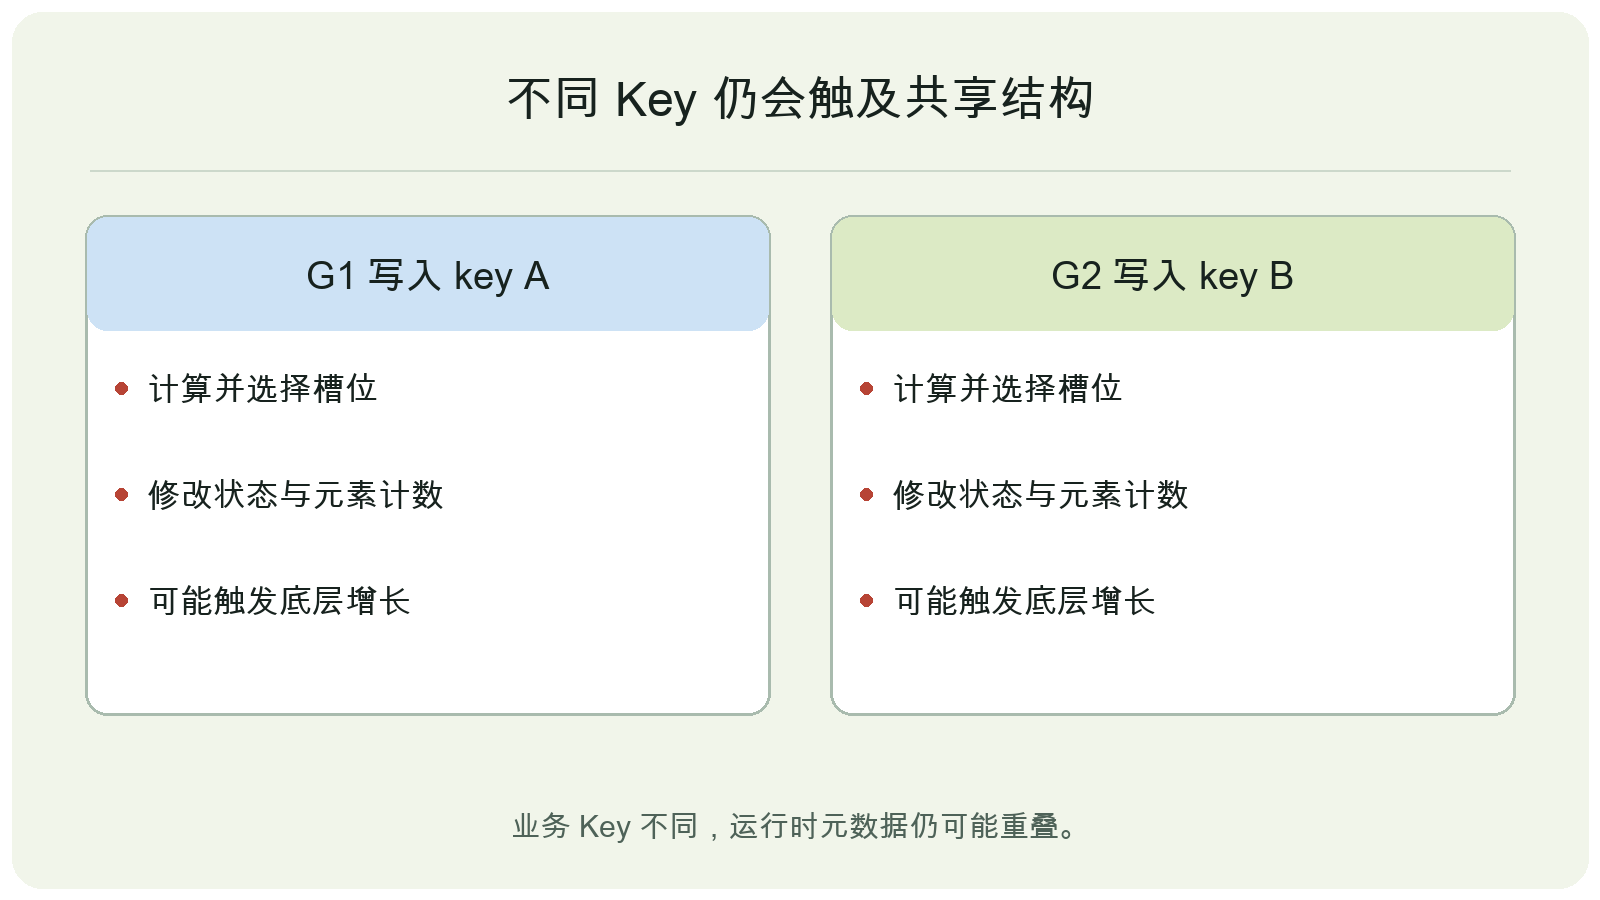 不同 Key 仍会触及共享结构
G1 写入 key A
计算并选择槽位
修改状态与元素计数
可能触发底层增长
G2 写入 key B
计算并选择槽位
修改状态与元素计数
可能触发底层增长
业务 Key 不同，运行时元数据仍可能重叠。